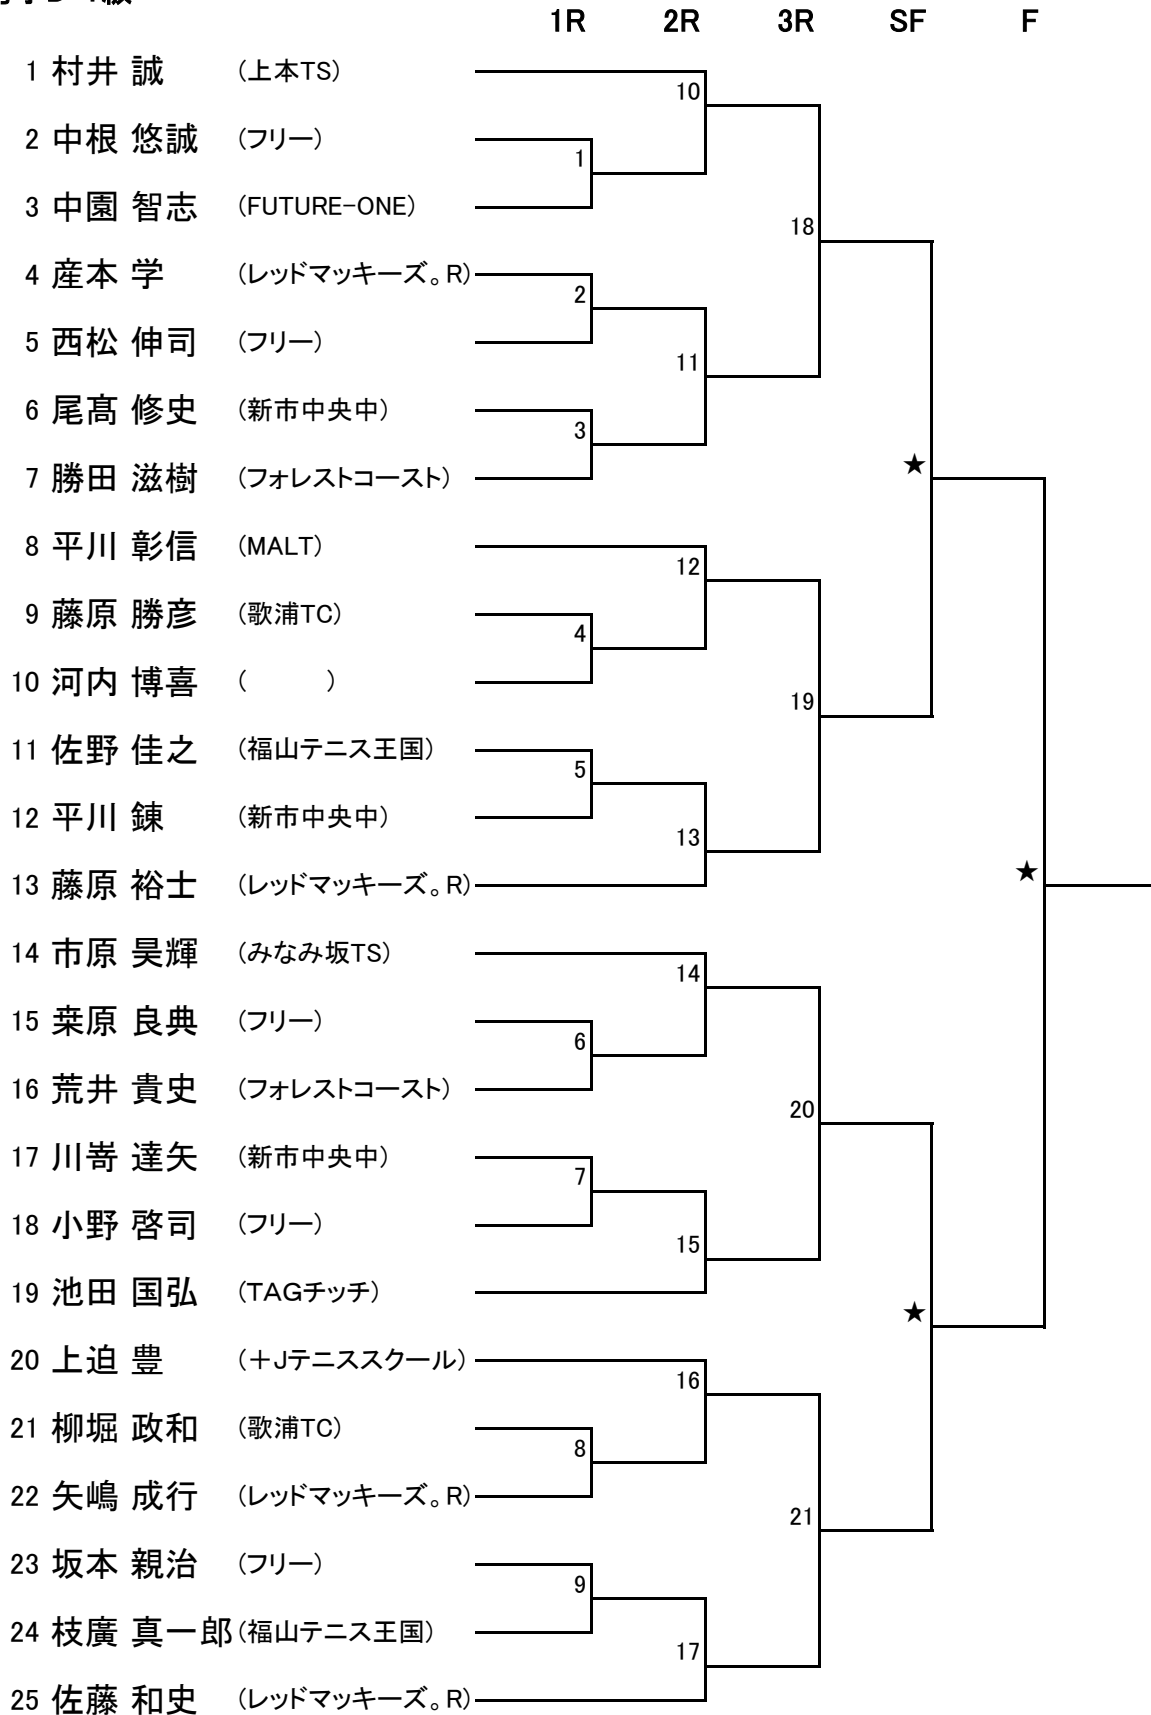 1R 2R 3R SF F
1 村井 誠 (上本TS)
10
2 中根 悠誠 (フリー)
1
3 中園 智志 (FUTURE-ONE)
18
4 産本 学 (レッドマッキーズ。R)
2
5 西松 伸司 (フリー)
11
6 尾髙 修史 (新市中央中)
3
7 勝田 滋樹 (フォレストコースト)
★
8 平川 彰信 (MALT)
12
9 藤原 勝彦 (歌浦TC)
4
10 河内 博喜 ( )
19
11 佐野 佳之 (福山テニス王国)
5
12 平川 錬 (新市中央中)
13
13 藤原 裕士 (レッドマッキーズ。R)
★
14 市原 昊輝 (みなみ坂TS)
14
15 桒原 良典 (フリー)
6
16 荒井 貴史 (フォレストコースト)
20
17 川嵜 達矢 (新市中央中)
7
18 小野 啓司 (フリー)
15
19 池田 国弘 (TAGチッチ)
★
20 上迫 豊 (＋Jテニススクール)
16
21 柳堀 政和 (歌浦TC)
8
22 矢嶋 成行 (レッドマッキーズ。R)
21
23 坂本 親治 (フリー)
9
24 枝廣 真一郎 (福山テニス王国)
17
25 佐藤 和史 (レッドマッキーズ。R)